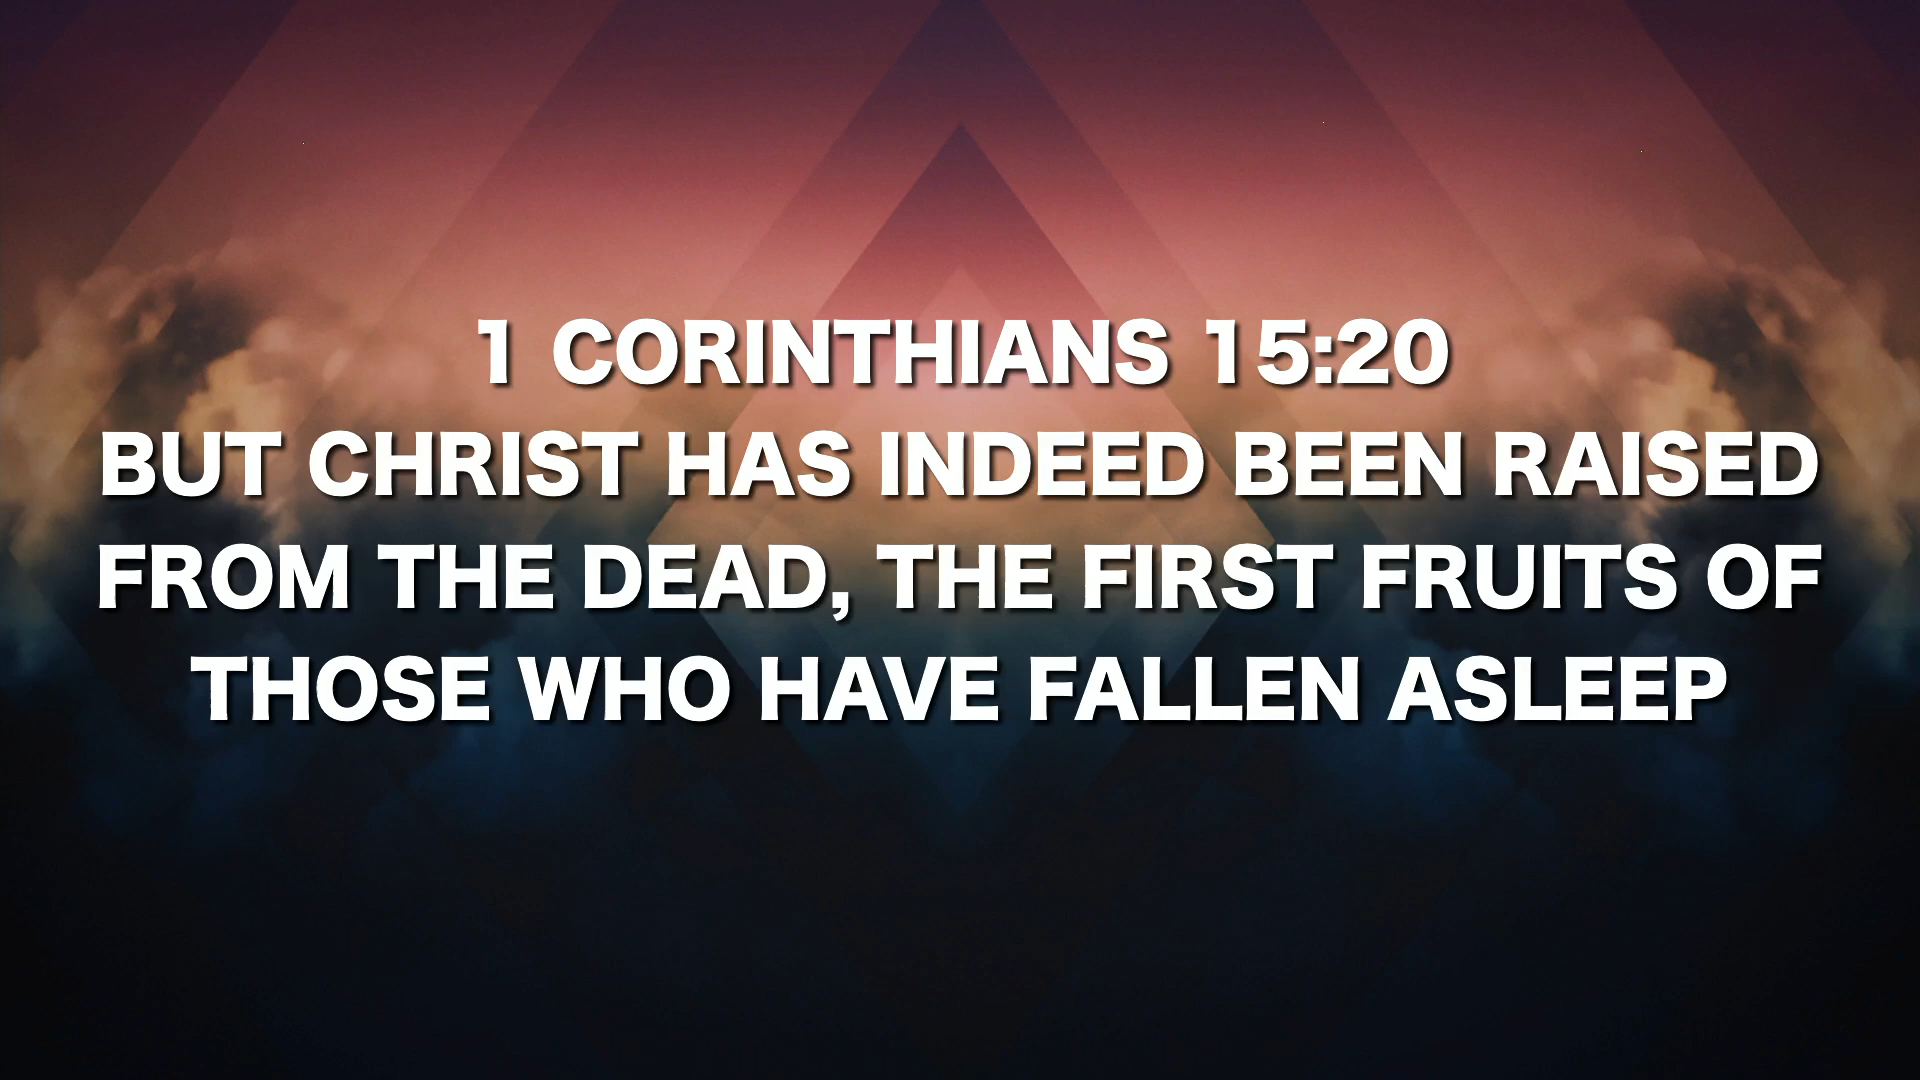 1 CORINTHIANS 15:20
BUT CHRIST HAS INDEED BEEN RAISED
FROM THE DEAD, THE FIRST FRUITS OF
THOSE WHO HAVE FALLEN ASLEEP